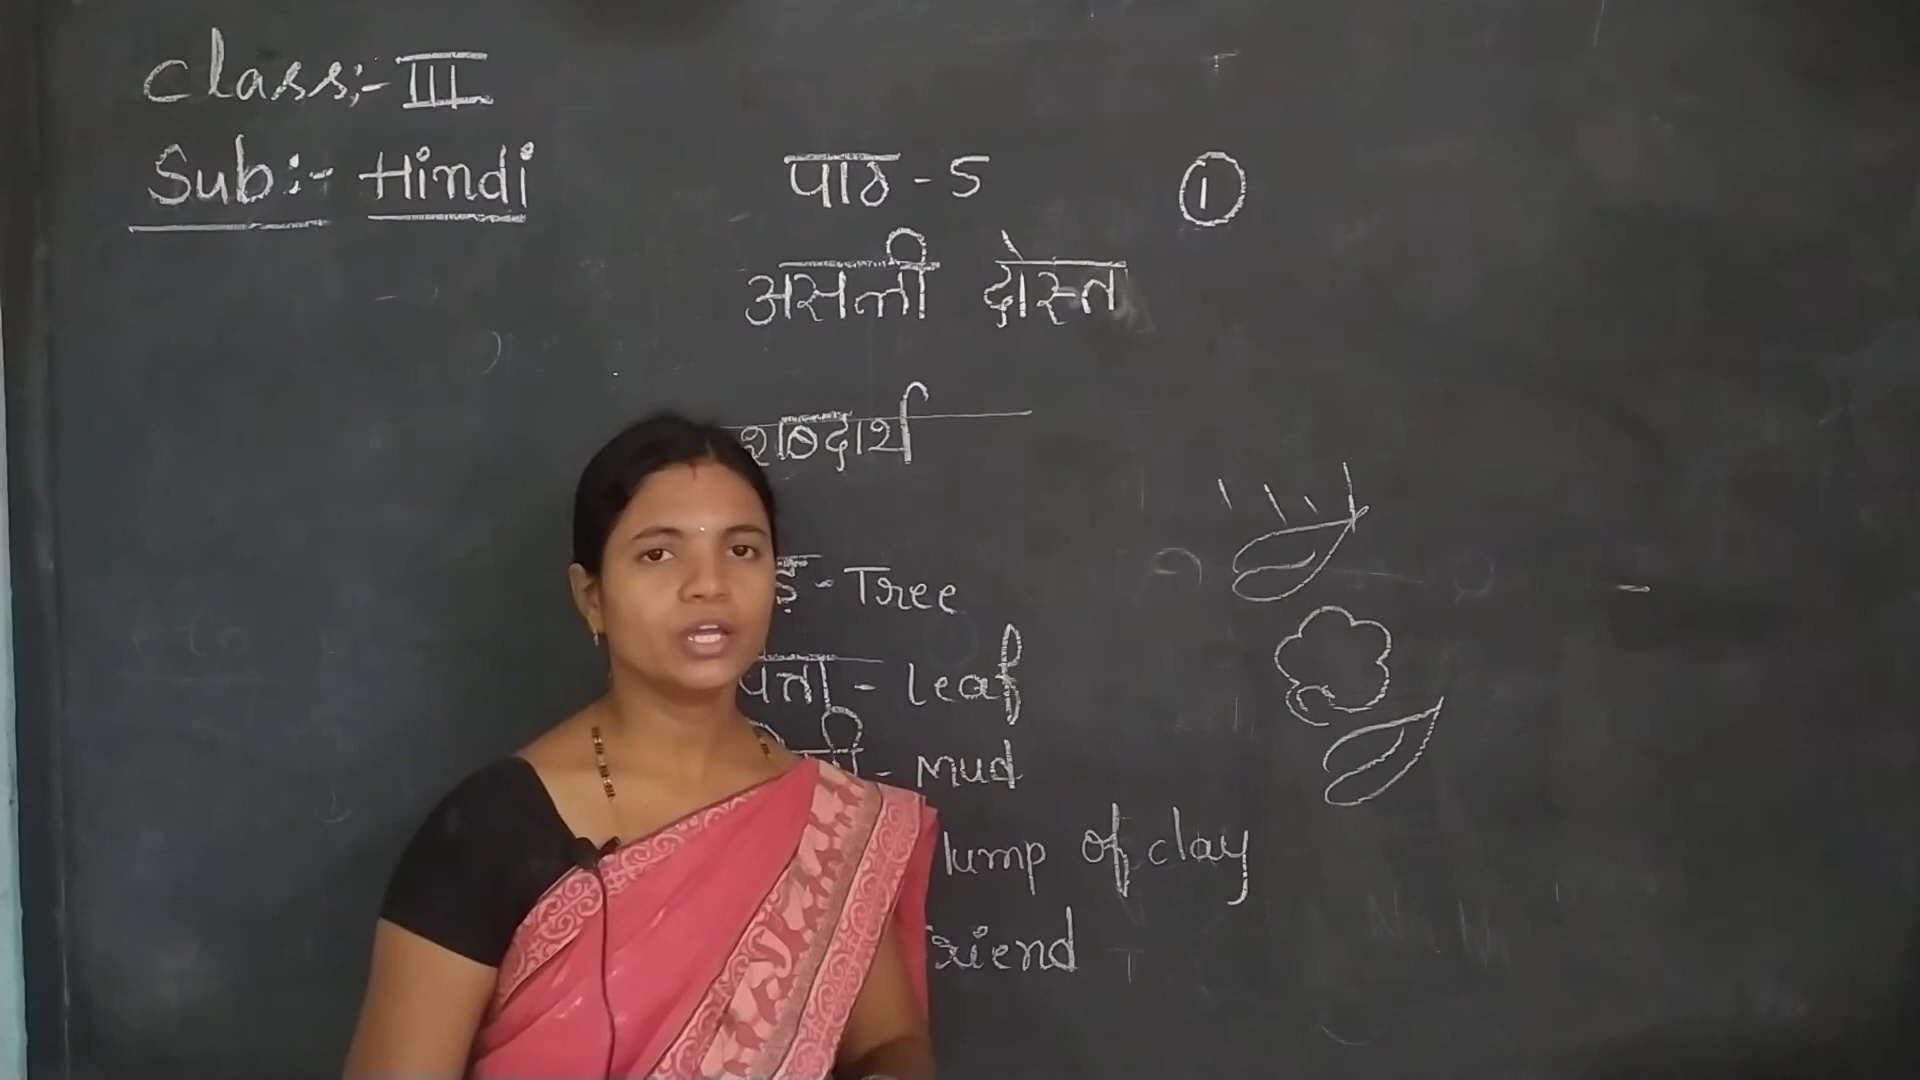 Class:- III
Sub:- Hindi
पाठ - 5
①
असली दोस्त
शब्दार्थ
- Tree
पत्ता - Leaf
- Mud
lump of clay
Friend